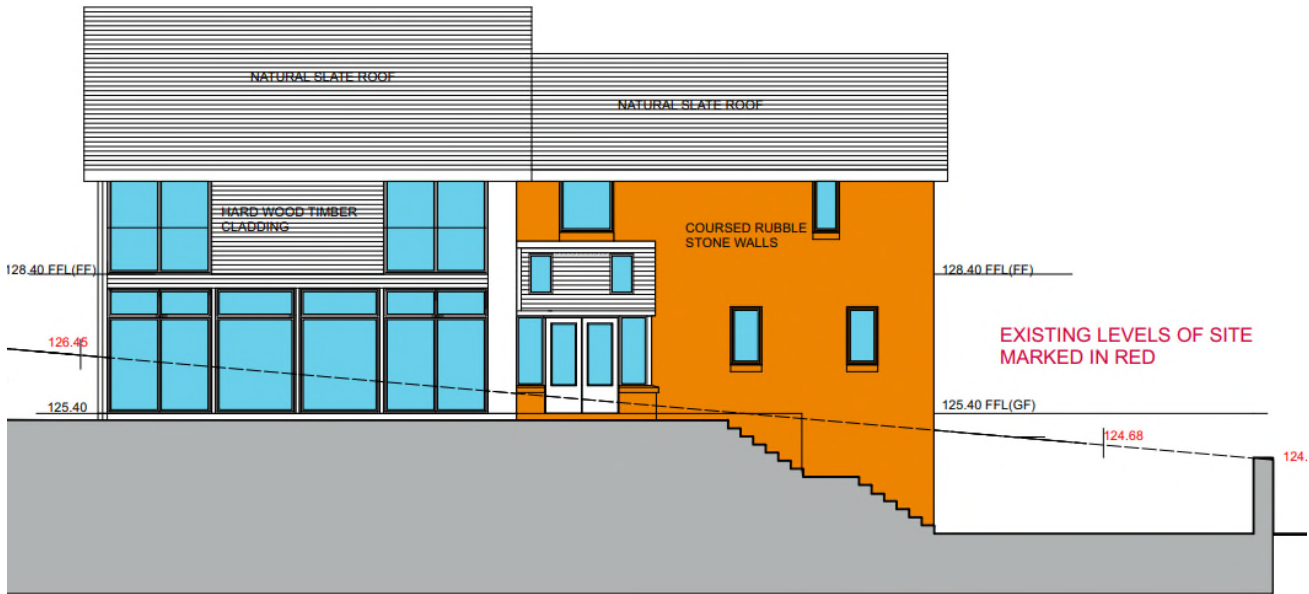 NATURAL SLATE ROOF
NATURAL SLATE ROOF
HARD WOOD TIMBER
CLADDING
COURSED RUBBLE
STONE WALLS
128.40 FFL(FF)
128.40 FFL(FF)
EXISTING LEVELS OF SITE
MARKED IN RED
126.45
125.40
125.40 FFL(GF)
124.68
124.